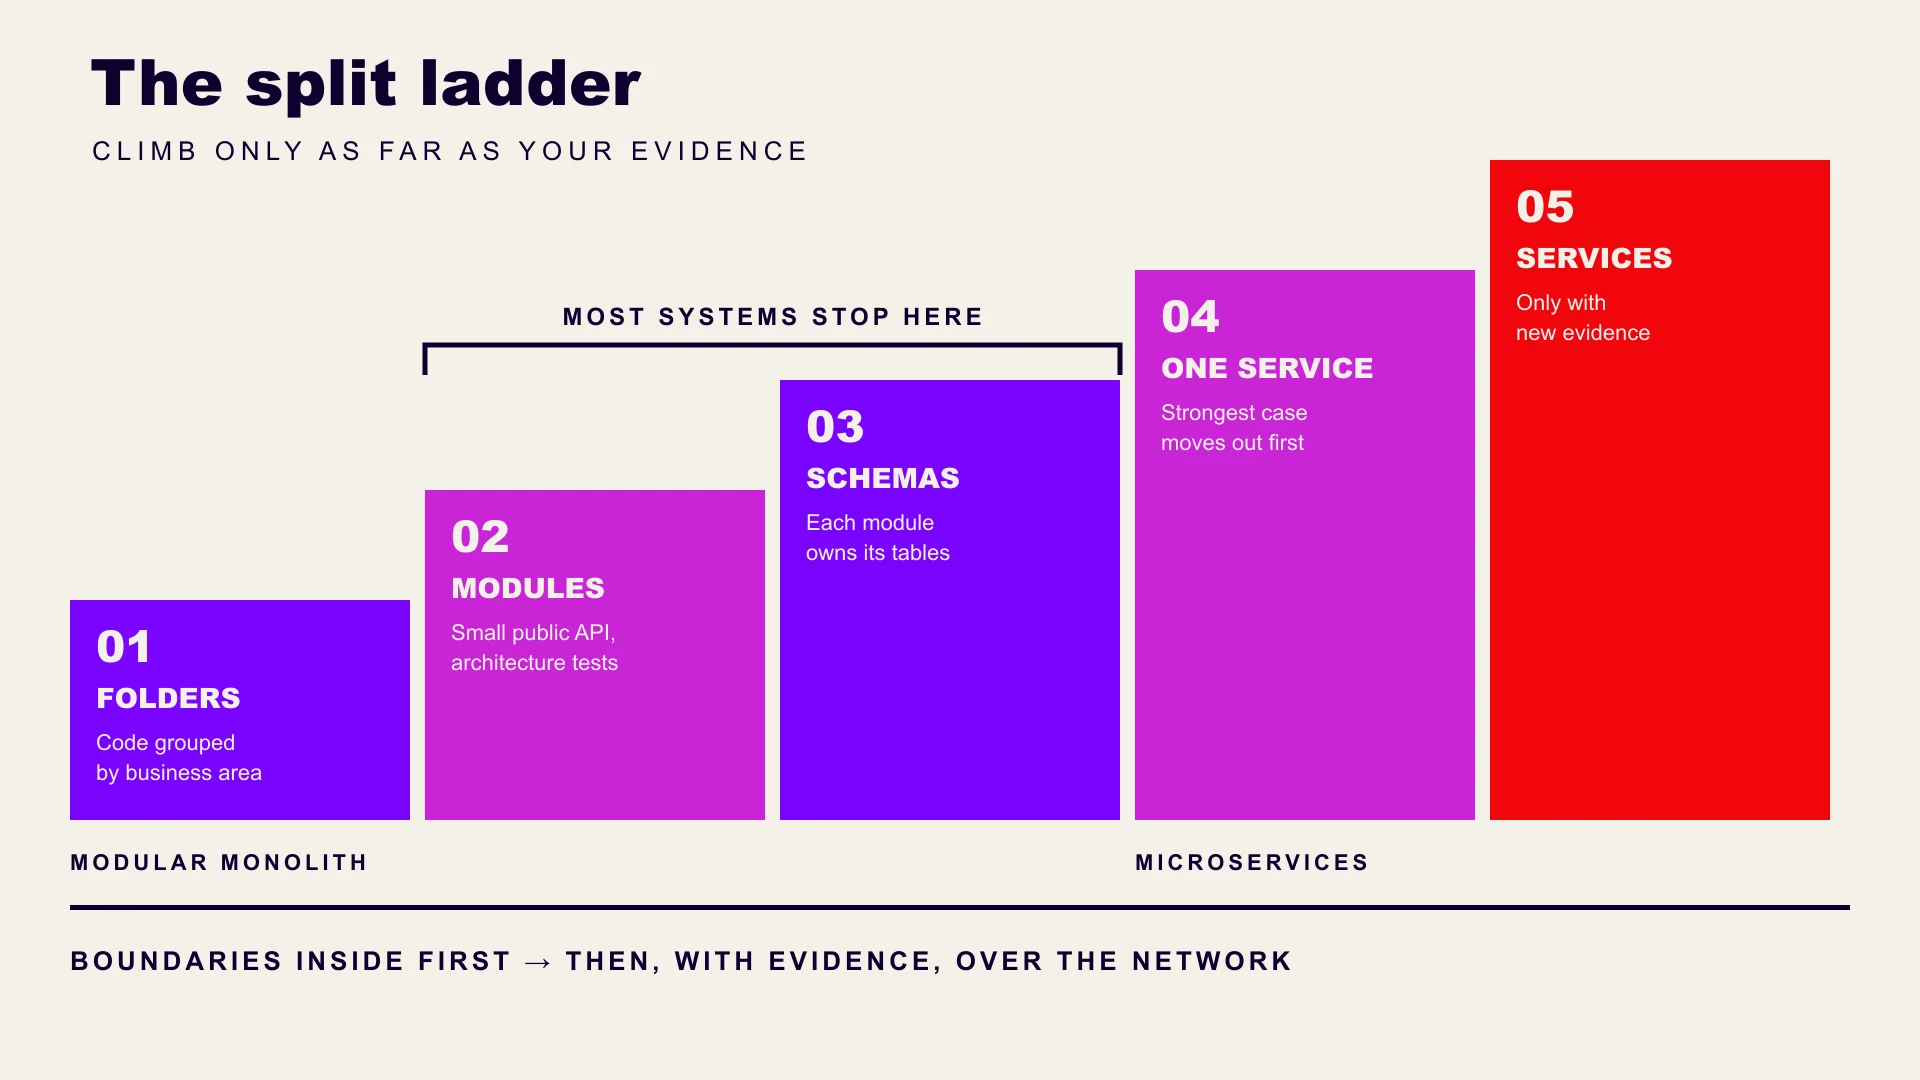 The split ladder
CLIMB ONLY AS FAR AS YOUR EVIDENCE
MOST SYSTEMS STOP HERE
01
FOLDERS
Code grouped
by business area
02
MODULES
Small public API,
architecture tests
03
SCHEMAS
Each module
owns its tables
04
ONE SERVICE
Strongest case
moves out first
05
SERVICES
Only with
new evidence
MODULAR MONOLITH
MICROSERVICES
BOUNDARIES INSIDE FIRST → THEN, WITH EVIDENCE, OVER THE NETWORK